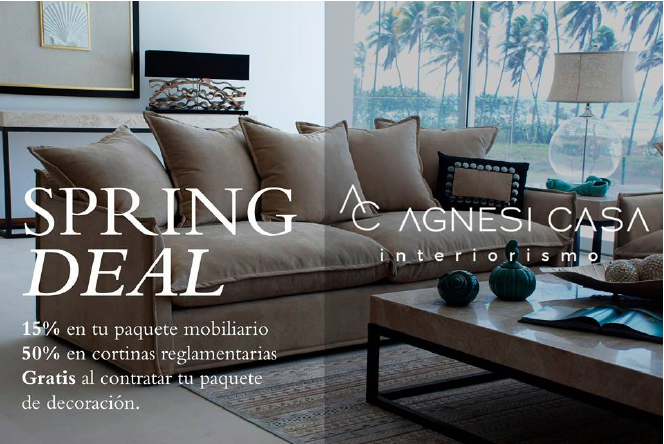 SPRING
DEAL
15% en tu paquete mobiliario
50% en cortinas reglamentarias
Gratis al contratar tu paquete
de decoración.
AC AGNESI CASA
interiorismo